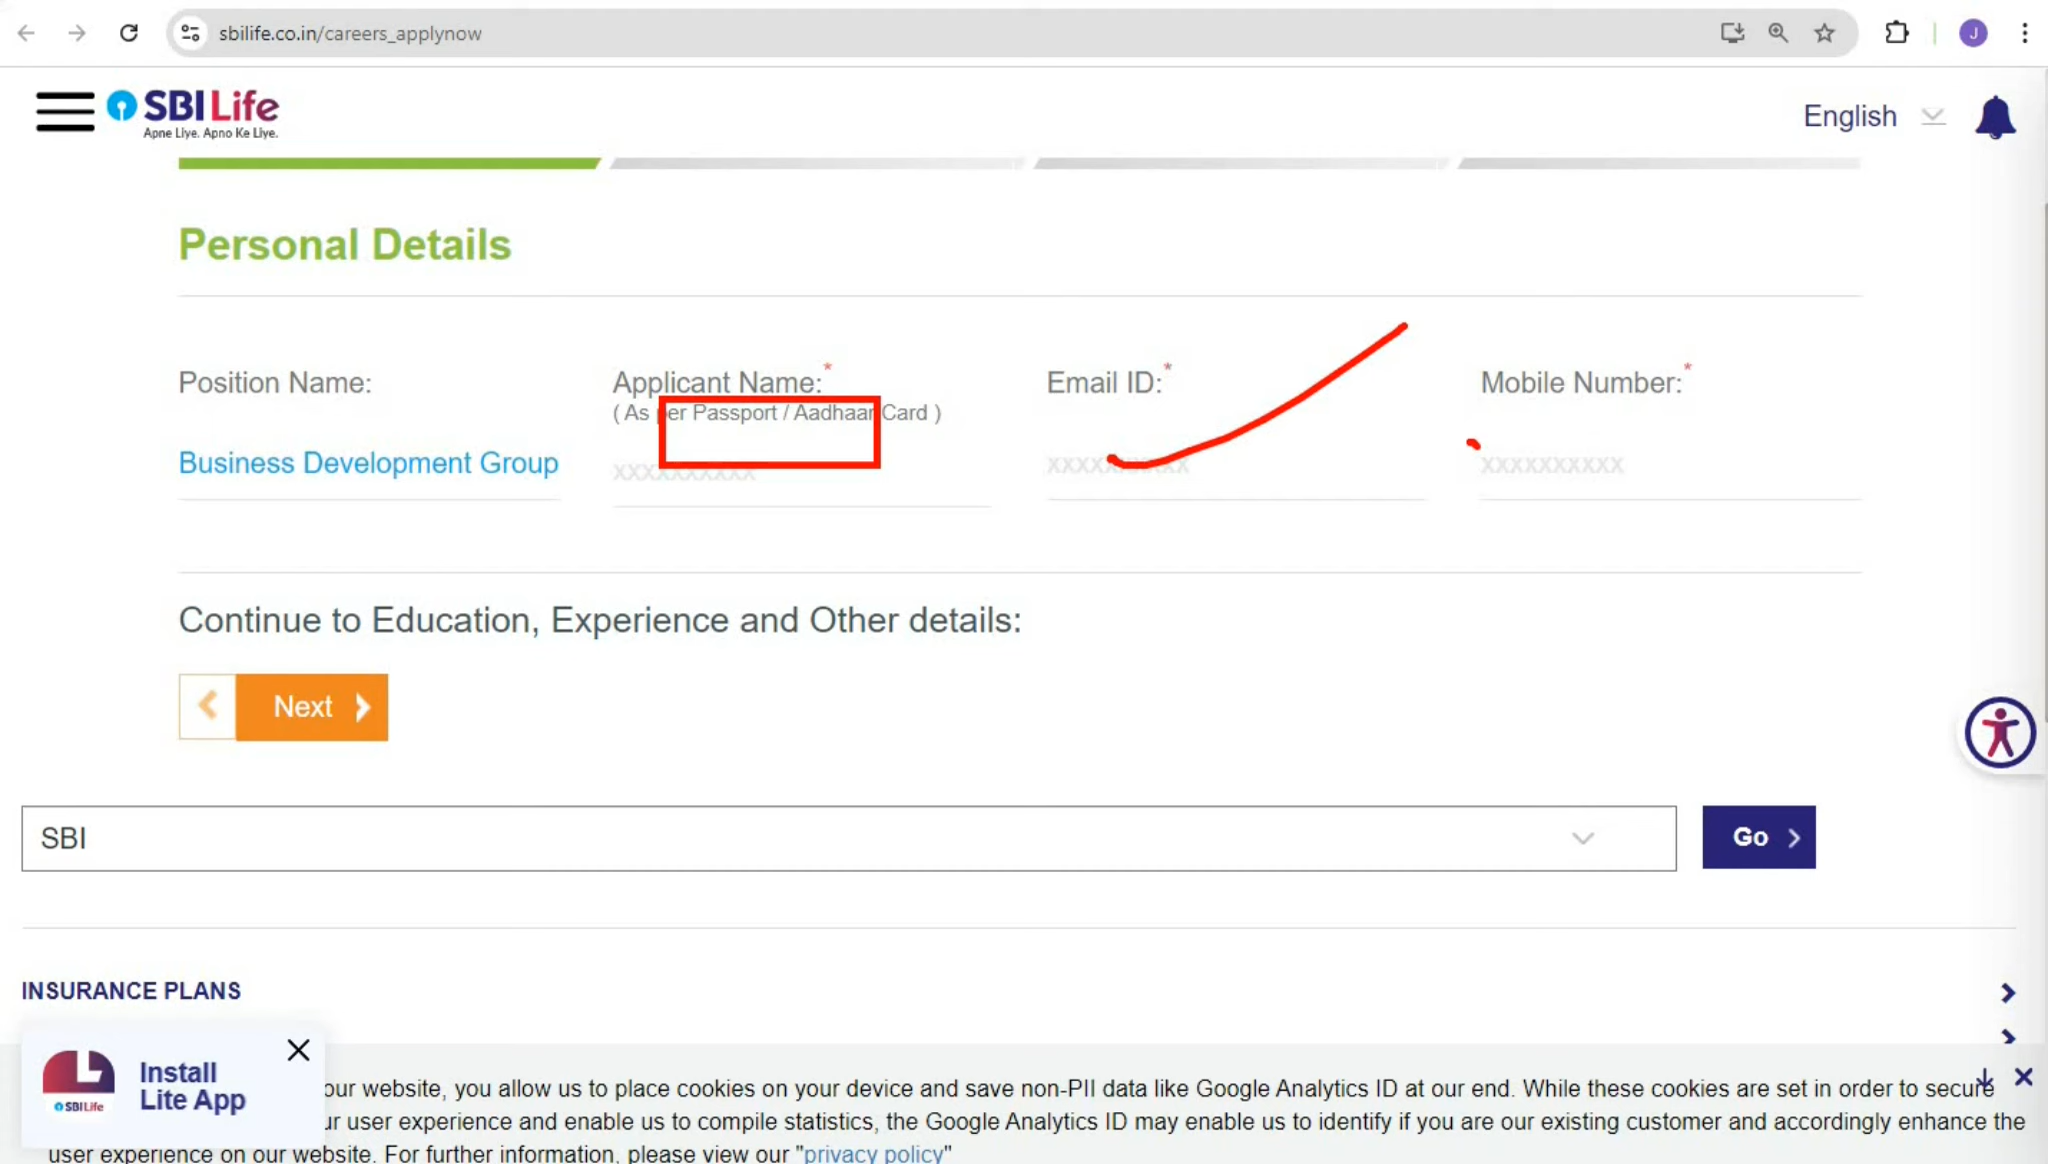 sbilife.co.in/careers_applynow
J
SBI Life
Apne Liye. Apno Ke Liye.
English
Personal Details
Position Name:
Applicant Name:*
( As per Passport / Aadhaar Card )
Email ID:*
Mobile Number:*
Business Development Group
xxxxxxxxxx
xxxxxxxxxx
xxxxxxxxxx
Continue to Education, Experience and Other details:
Next
SBI
Go
INSURANCE PLANS
Install
Lite App
SBI Life
our website, you allow us to place cookies on your device and save non-PII data like Google Analytics ID at our end. While these cookies are set in order to secure
user experience and enable us to compile statistics, the Google Analytics ID may enable us to identify if you are our existing customer and accordingly enhance the
user experience on our website. For further information, please view our "privacy policy"